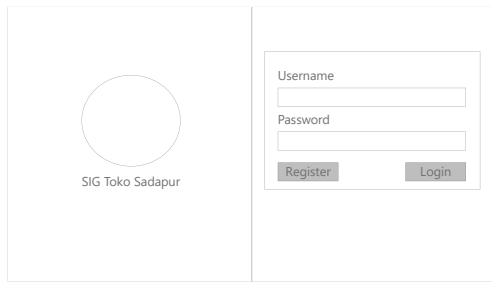 SIG Toko Sadapur
Username
Password
Register
Login